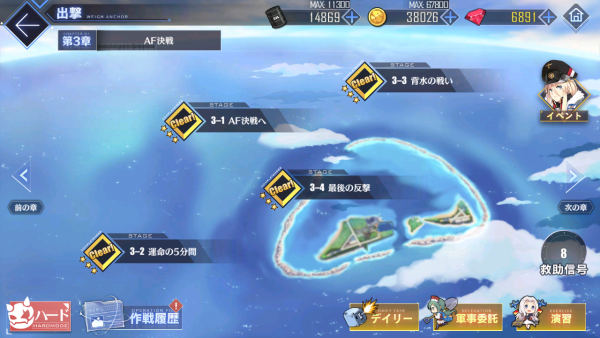 出撃
WEIGH ANCHOR
MAX 11300
14869
38026
MAX 67800
6891
第3章
AF決戦
STAGE
Clear!
3-3 背水の戦い
イベント
STAGE
Clear!
3-1 AF決戦へ
STAGE
Clear!
3-4 最後の反撃
前の章
次の章
STAGE
Clear!
3-2 運命の5分間
8
救助信号
ハード
HARDMODE
作戦履歴
デイリー
軍事委託
演習